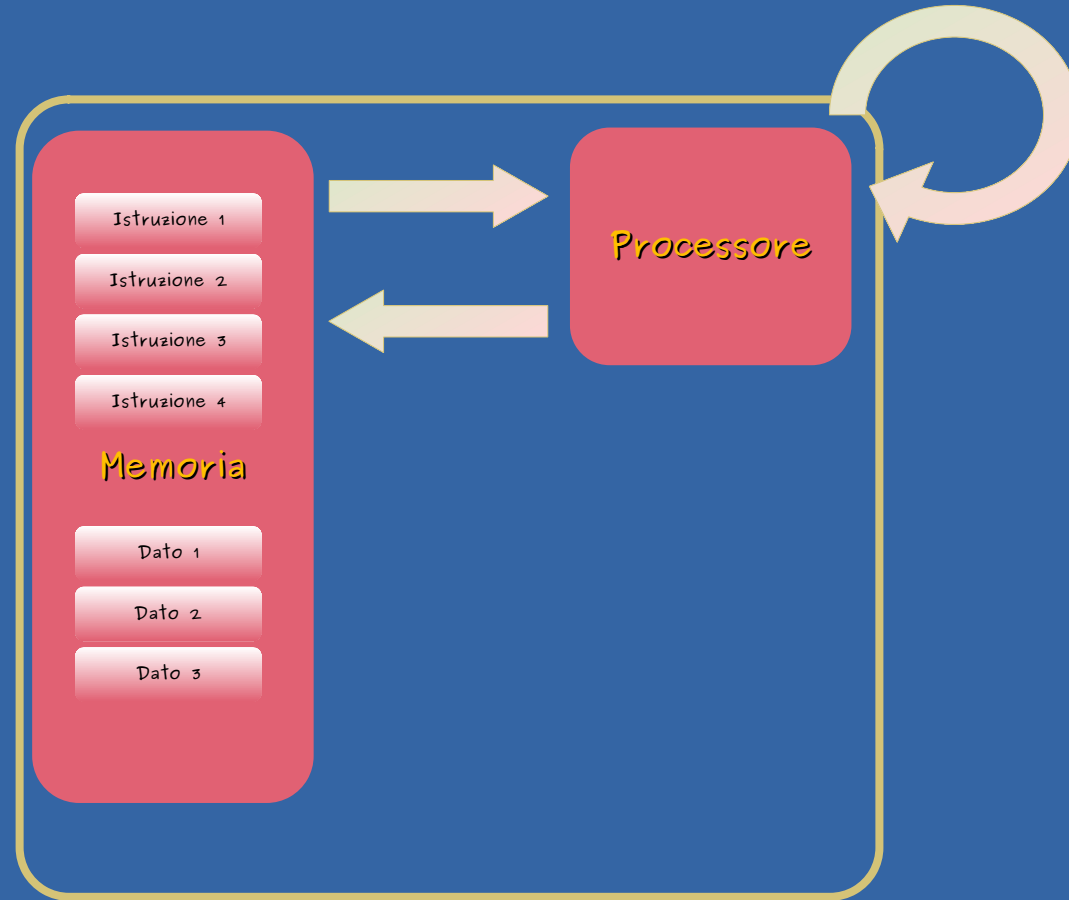 Istruzione 1
Istruzione 2
Istruzione 3
Istruzione 4
Memoria
Dato 1
Dato 2
Dato 3
Processore